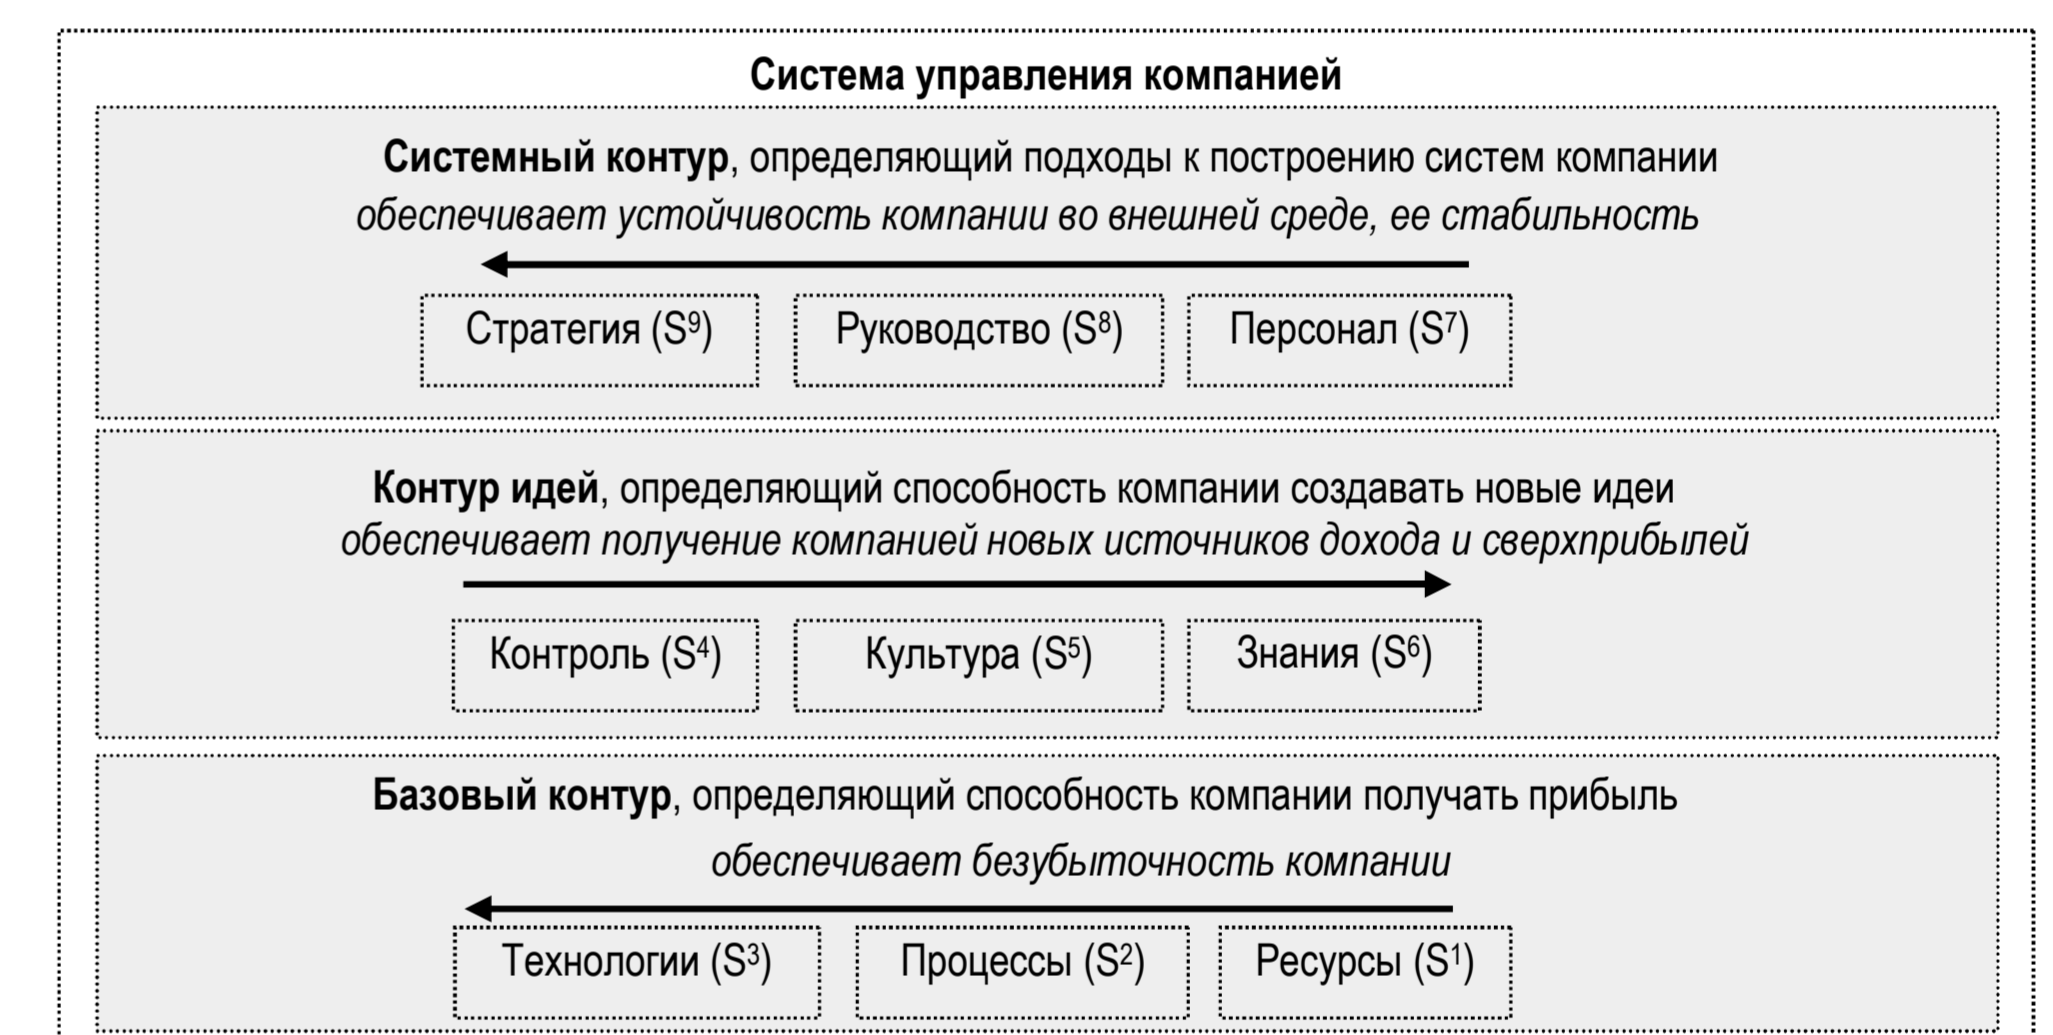 Система управления компанией
Системный контур, определяющий подходы к построению систем компании
обеспечивает устойчивость компании во внешней среде, ее стабильность
Стратегия (S⁹) Руководство (S⁸) Персонал (S⁷)
Контур идей, определяющий способность компании создавать новые идеи
обеспечивает получение компанией новых источников дохода и сверхприбылей
Контроль (S⁴) Культура (S⁵) Знания (S⁶)
Базовый контур, определяющий способность компании получать прибыль
обеспечивает безубыточность компании
Технологии (S³) Процессы (S²) Ресурсы (S¹)